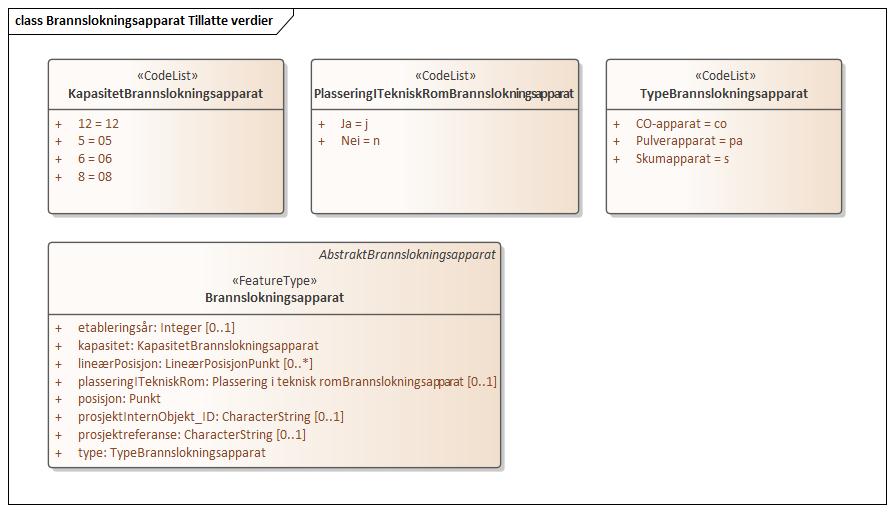 class Brannslokningsapparat Tillatte verdier
«CodeList»
KapasitetBrannslokningsapparat
+ 12 = 12
+ 5 = 05
+ 6 = 06
+ 8 = 08
«CodeList»
PlasseringITekniskRomBrannslokningsapparat
+ Ja = j
+ Nei = n
«CodeList»
TypeBrannslokningsapparat
+ CO-apparat = co
+ Pulverapparat = pa
+ Skumapparat = s
AbstraktBrannslokningsapparat
«FeatureType»
Brannslokningsapparat
+ etableringsår: Integer [0..1]
+ kapasitet: KapasitetBrannslokningsapparat
+ lineærPosisjon: LineærPosisjonPunkt [0..*]
+ plasseringITekniskRom: Plassering i teknisk romBrannslokningsapparat [0..1]
+ posisjon: Punkt
+ prosjektInternObjekt_ID: CharacterString [0..1]
+ prosjektreferanse: CharacterString [0..1]
+ type: TypeBrannslokningsapparat